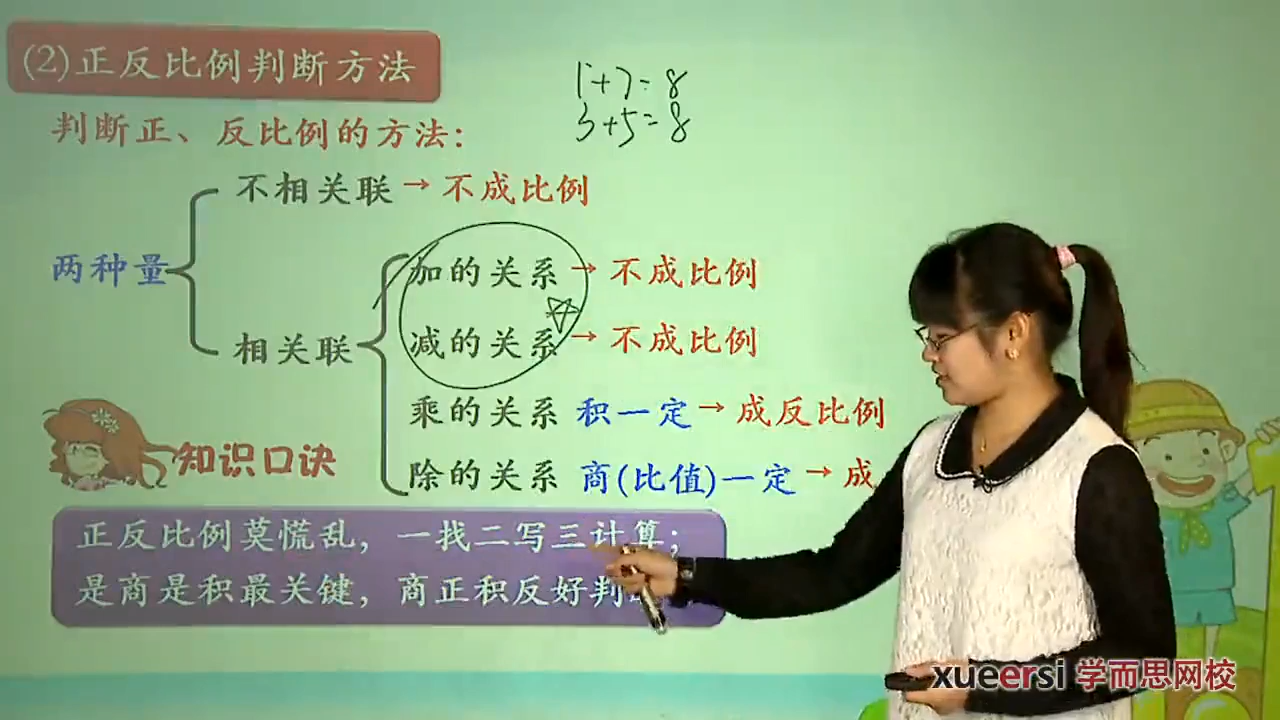 (2)正反比例判断方法
1+7=8
3+5=8
判断正、反比例的方法:
不相关联→不成比例
两种量
加的关系→不成比例
减的关系→不成比例
相关联
乘的关系 积一定→成反比例
除的关系 商(比值)一定→成
知识口诀
正反比例莫慌乱，一找二写三计算;
是商是积最关键，商正积反好判
xueersi 学而思网校